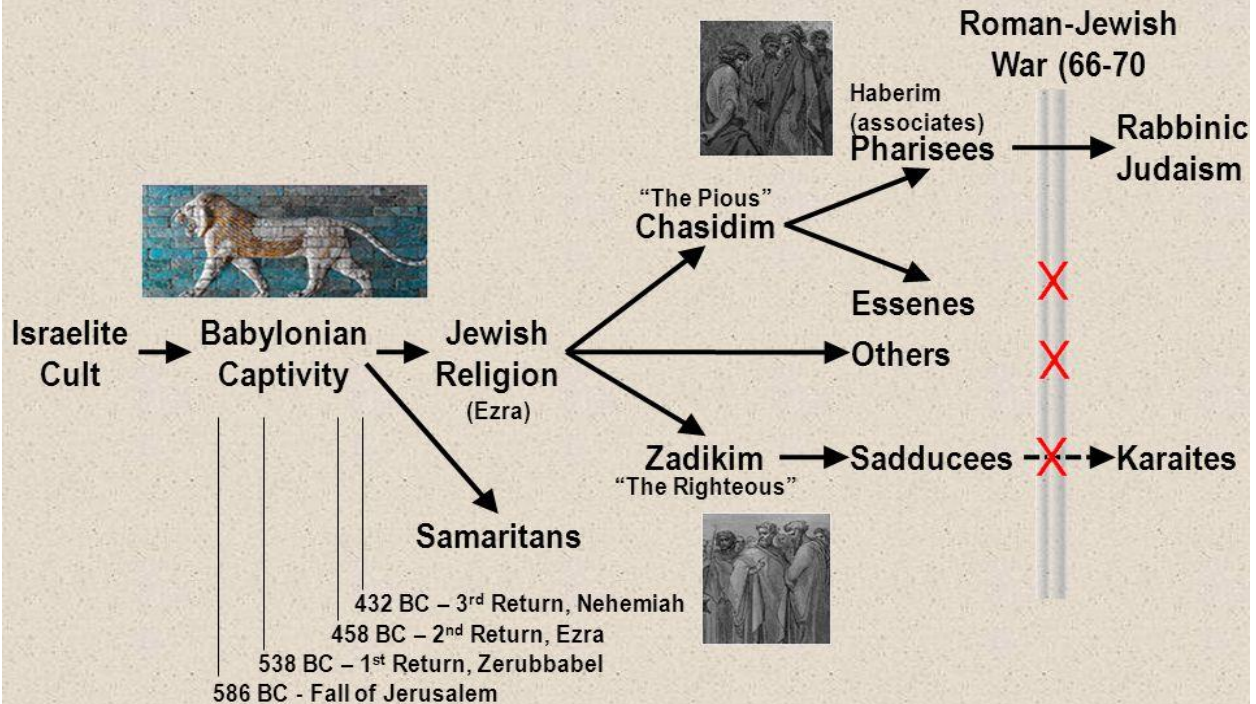 Roman-Jewish
War (66-70
Haberim
(associates)
Pharisees
Rabbinic
Judaism
“The Pious”
Chasidim
Essenes
Israelite
Cult
Babylonian
Captivity
Jewish
Religion
(Ezra)
Others
Zadikim
“The Righteous”
Sadducees
X
X
X
Karaites
Samaritans
432 BC – 3rd Return, Nehemiah
458 BC – 2nd Return, Ezra
538 BC – 1st Return, Zerubbabel
586 BC - Fall of Jerusalem